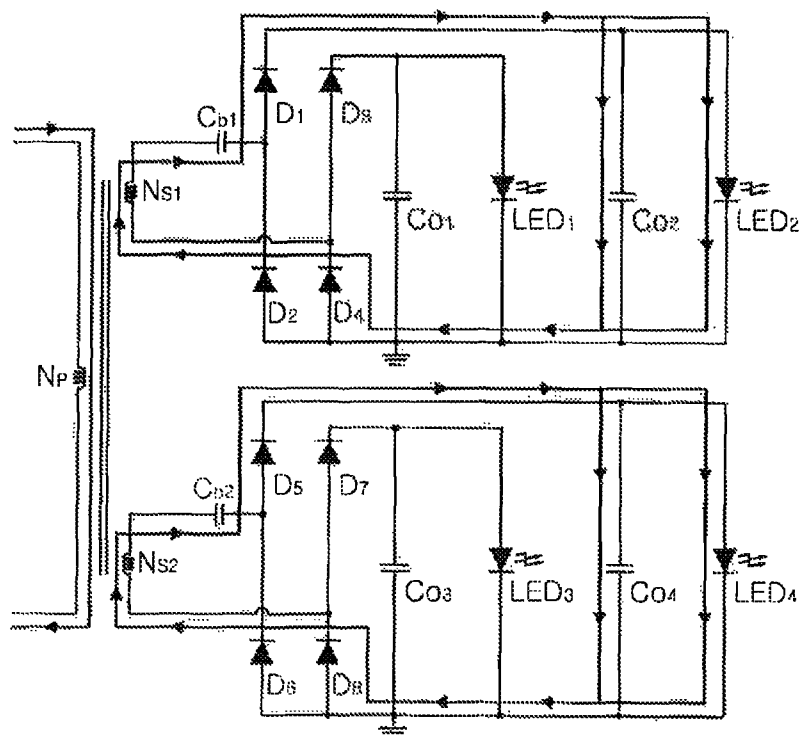 Cb1
D1
D3
NS1
CO1
LED1
CO2
LED2
D2
D4
NP
Cb2
D5
D7
NS2
CO3
LED3
CO4
LED4
D6
D8